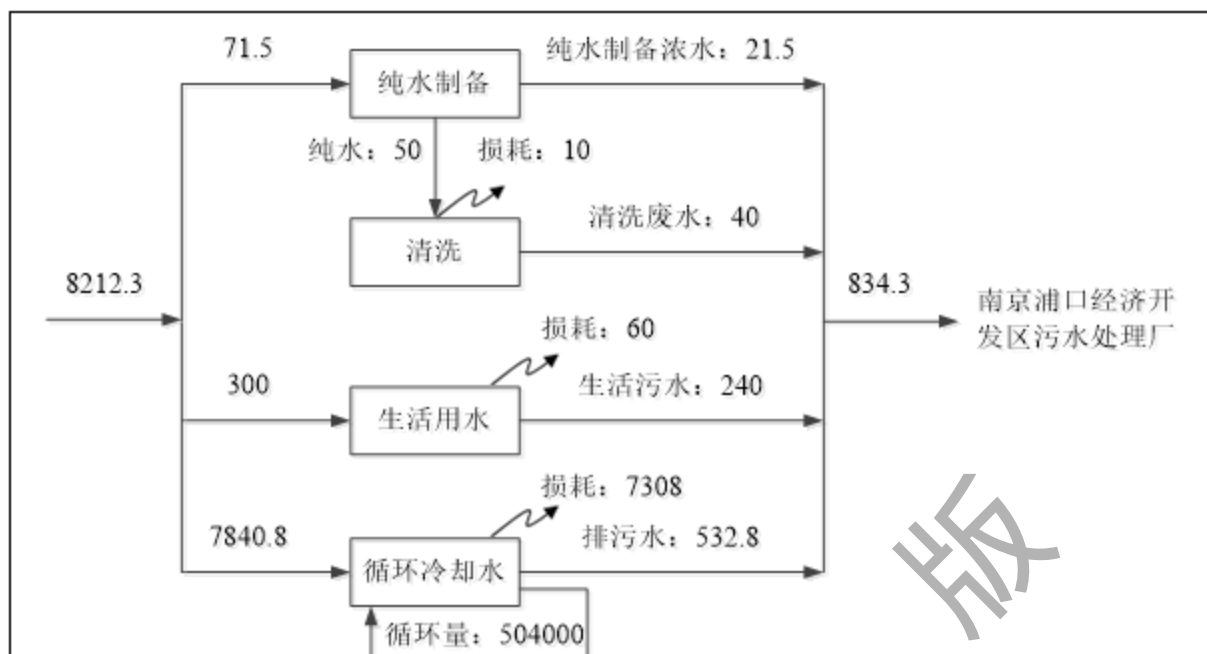 71.5
纯水制备浓水：21.5
纯水制备
纯水：50
损耗：10
清洗废水：40
清洗
8212.3
834.3
南京浦口经济开
发区污水处理厂
损耗：60
300
生活污水：240
生活用水
损耗：7308
7840.8
排污水：532.8
循环冷却水
循环量：504000
版